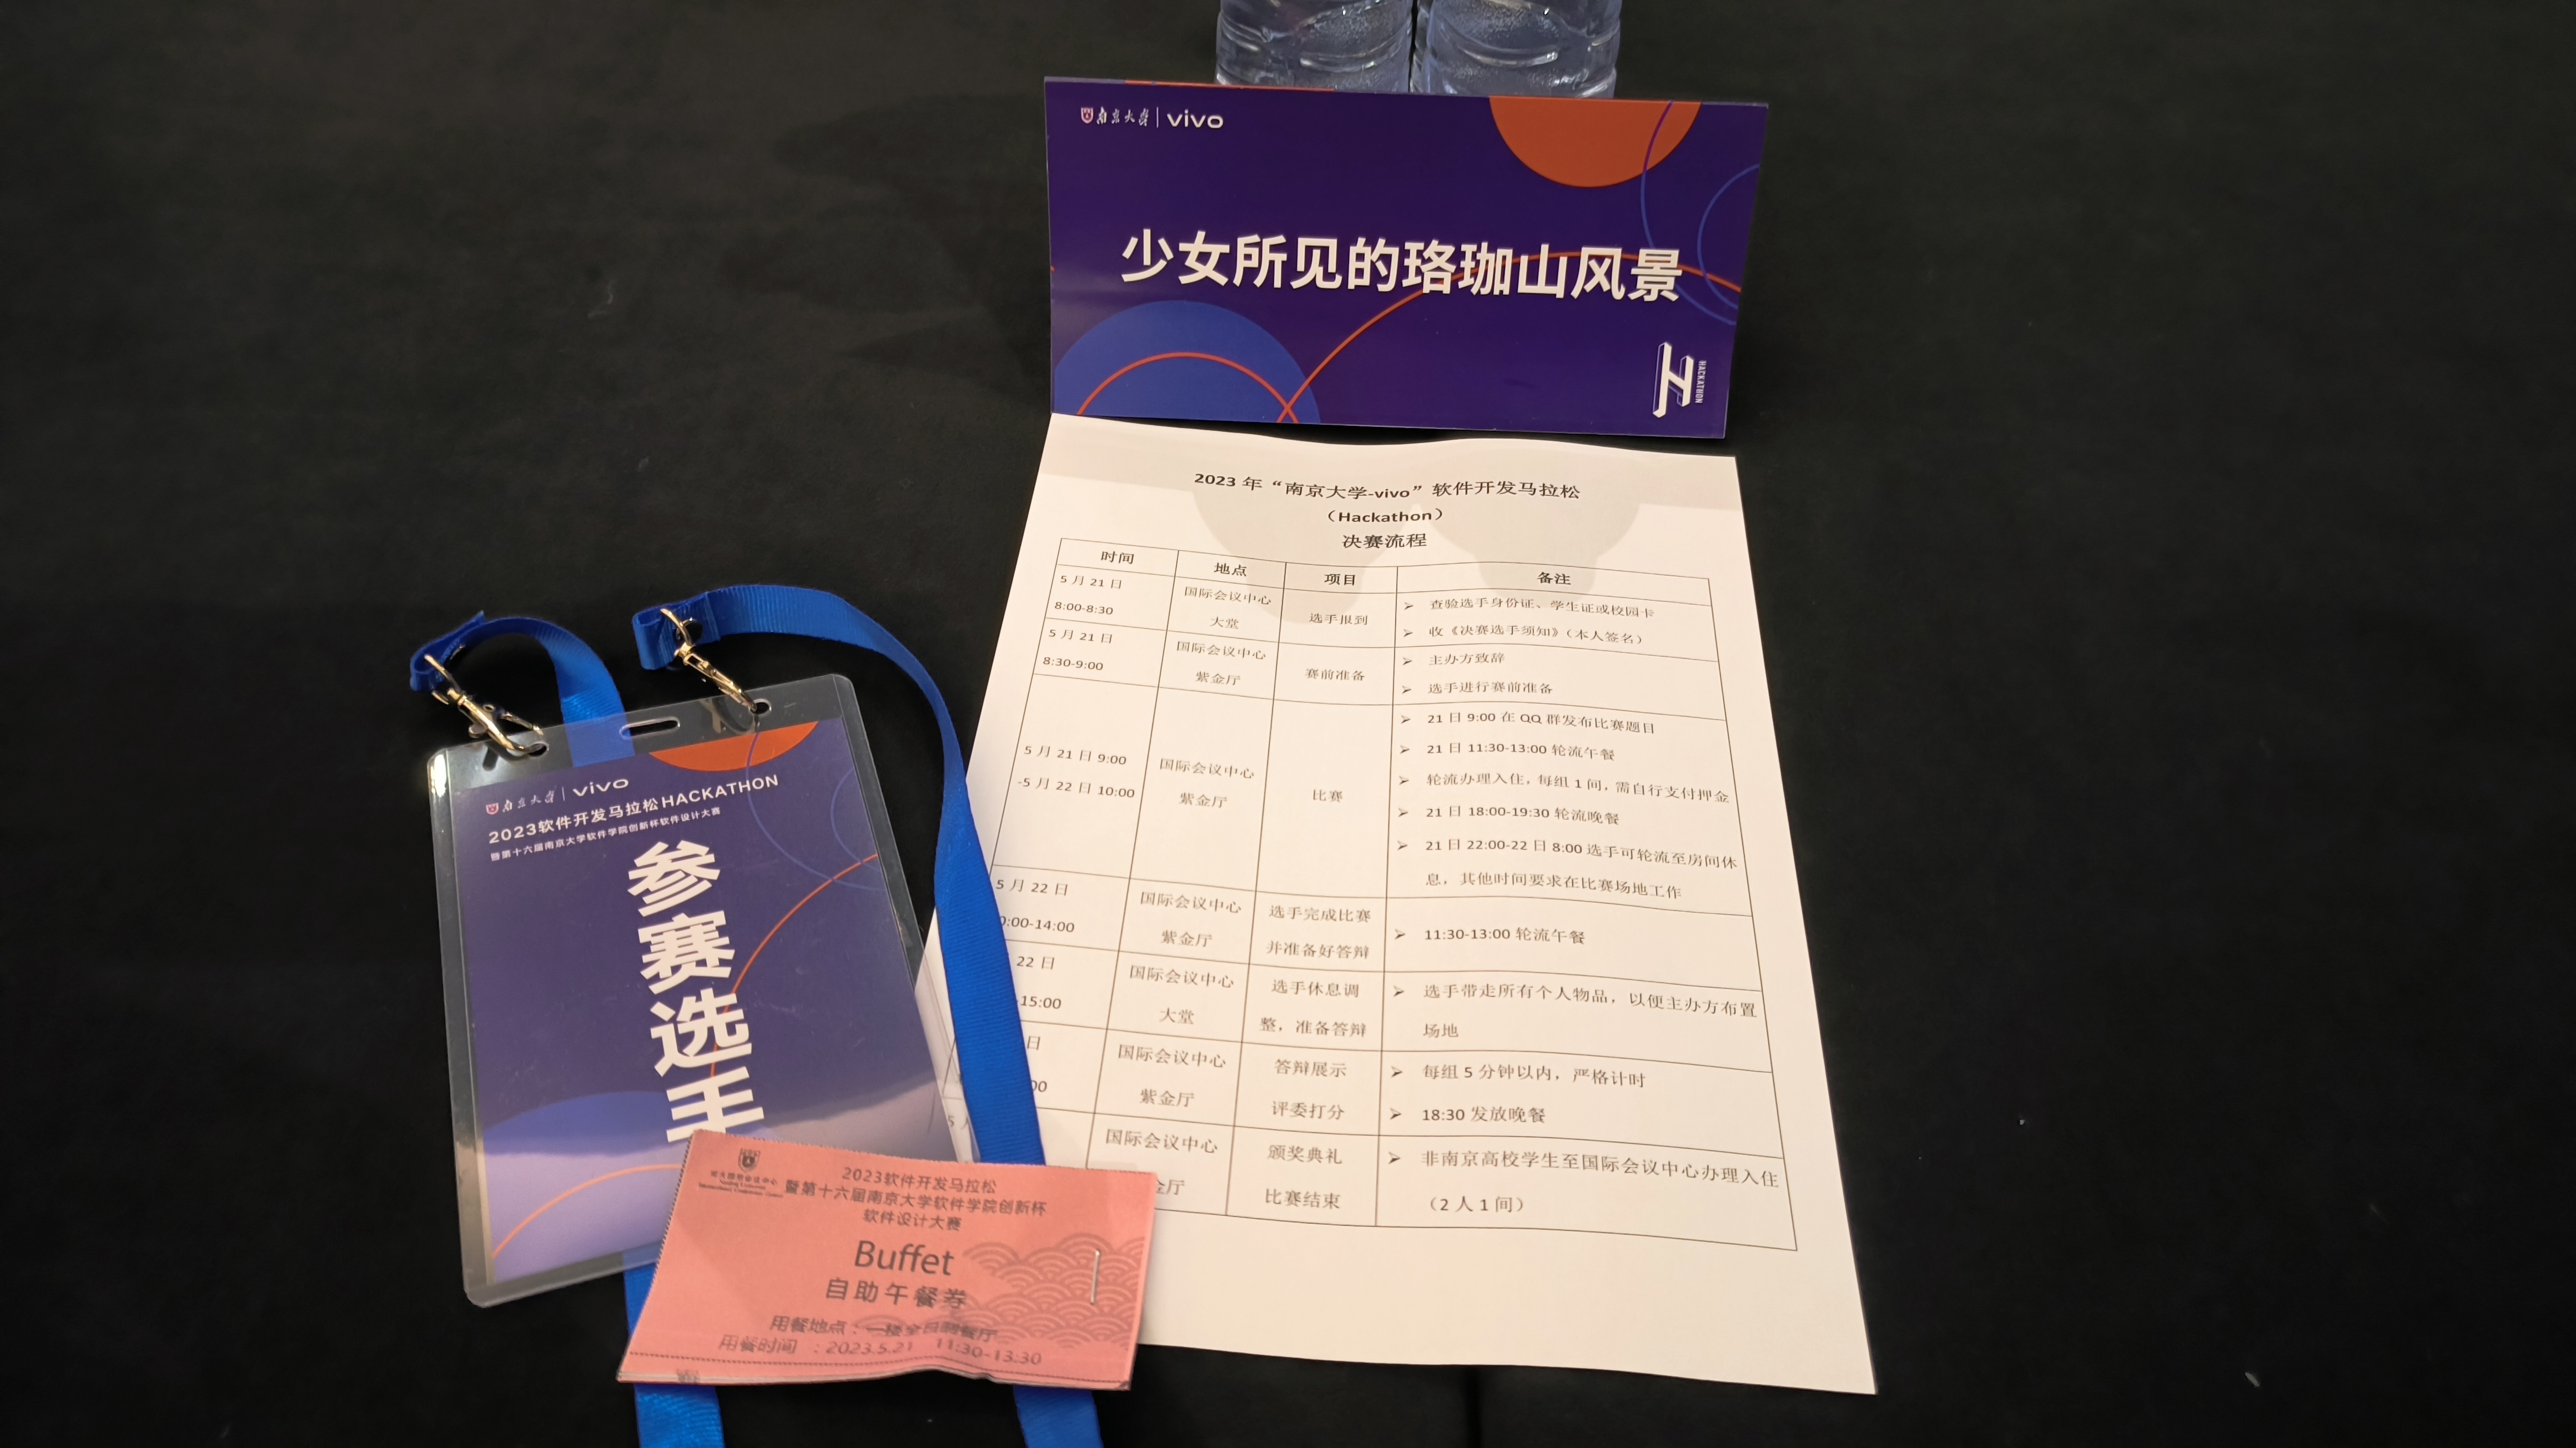 南京大学 | vivo
少女所见的珞珈山风景
HACKATHON
2023 年“南京大学-vivo”软件开发马拉松
（Hackathon）
决赛流程
时间 地点 项目 备注
5 月 21 日
8:00-8:30
国际会议中心
大堂
选手报到
➢ 查验选手身份证、学生证或校园卡
➢ 收《决赛选手须知》（本人签名）
5 月 21 日
8:30-9:00
国际会议中心
紫金厅
赛前准备
➢ 主办方致辞
➢ 选手进行赛前准备
5 月 21 日 9:00
-5 月 22 日 10:00
国际会议中心
紫金厅
比赛
➢ 21 日 9:00 在 QQ 群发布比赛题目
➢ 21 日 11:30-13:00 轮流午餐
➢ 轮流办理入住，每组 1 间，需自行支付押金
➢ 21 日 18:00-19:30 轮流晚餐
➢ 21 日 22:00-22 日 8:00 选手可轮流至房间休
息，其他时间要求在比赛场地工作
5 月 22 日
0:00-14:00
国际会议中心
紫金厅
选手完成比赛
并准备好答辩
➢ 11:30-13:00 轮流午餐
22 日
-15:00
国际会议中心
大堂
选手休息调
整，准备答辩
➢ 选手带走所有个人物品，以便主办方布置
场地
日
00
国际会议中心
紫金厅
答辩展示
评委打分
➢ 每组 5 分钟以内，严格计时
➢ 18:30 发放晚餐
5 月
国际会议中心
金厅
颁奖典礼
比赛结束
➢ 非南京高校学生至国际会议中心办理入住
（2 人 1 间）
南京大学 | vivo
2023软件开发马拉松HACKATHON
暨第十六届南京大学软件学院创新杯软件设计大赛
参赛选手
2023软件开发马拉松
暨第十六届南京大学软件学院创新杯
软件设计大赛
Buffet
自助午餐券
用餐地点：一楼全日制餐厅
用餐时间 ：2023.5.21 11:30-13:30